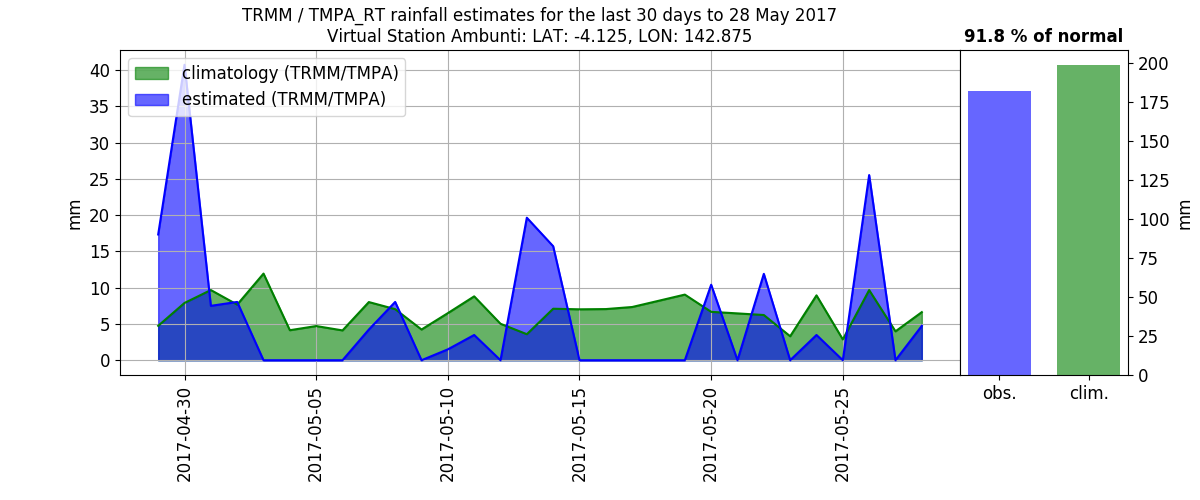 TRMM / TMPA_RT rainfall estimates for the last 30 days to 28 May 2017
Virtual Station Ambunti: LAT: -4.125, LON: 142.875
91.8 % of normal
climatology (TRMM/TMPA)
estimated (TRMM/TMPA)
mm
40
35
30
25
20
15
10
5
0
2017-04-30
2017-05-05
2017-05-10
2017-05-15
2017-05-20
2017-05-25
obs.
clim.
200
175
150
125
100
75
50
25
0
mm